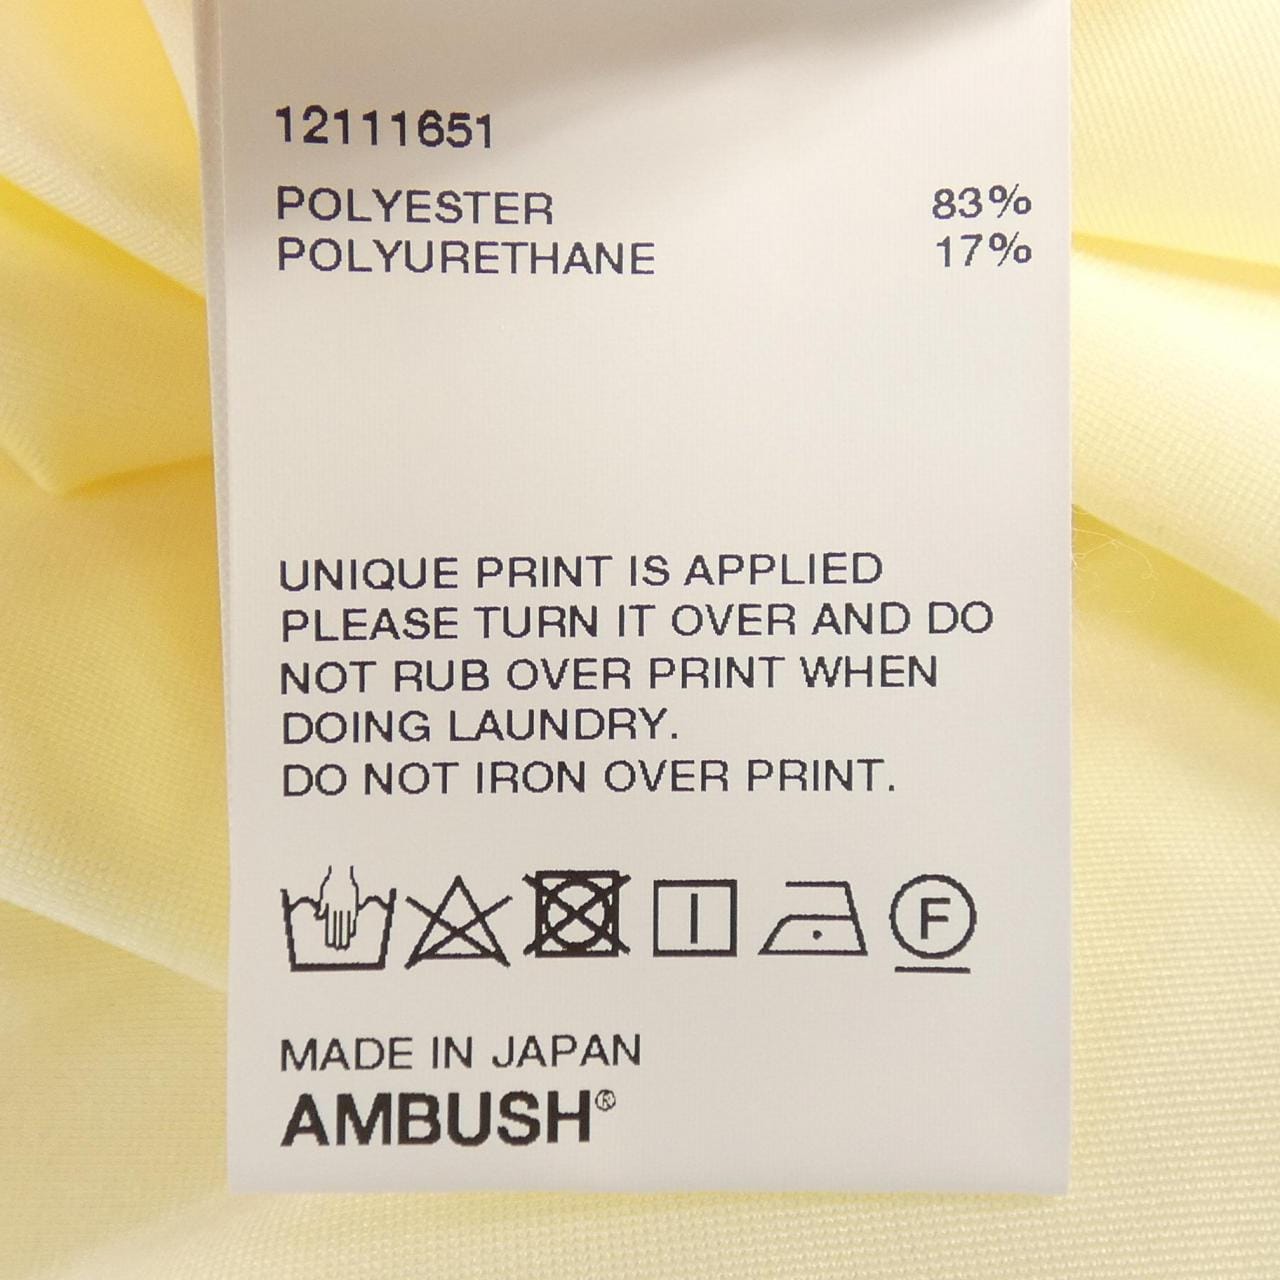 12111651
POLYESTER 83%
POLYURETHANE 17%
UNIQUE PRINT IS APPLIED
PLEASE TURN IT OVER AND DO
NOT RUB OVER PRINT WHEN
DOING LAUNDRY.
DO NOT IRON OVER PRINT.
F
MADE IN JAPAN
AMBUSH®